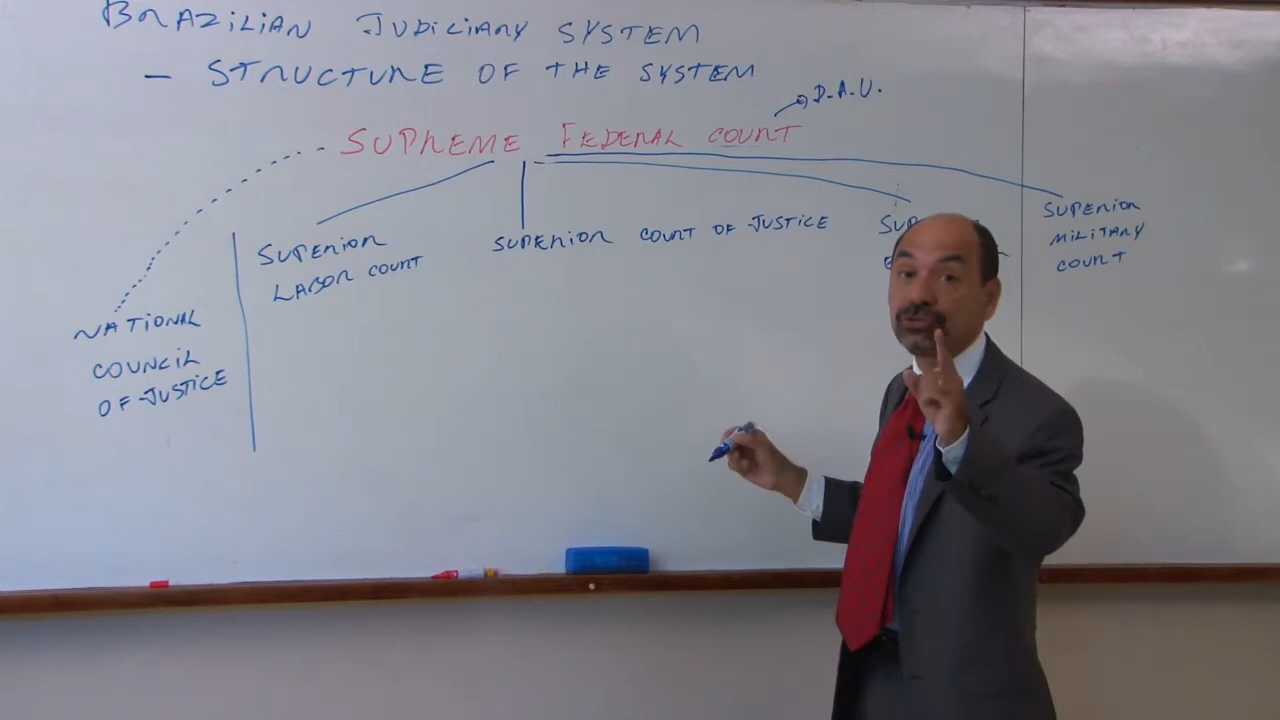 BRAZILIAN JUDICIARY SYSTEM
- STRUCTURE OF THE SYSTEM
D.A.U.
SUPREME FEDERAL COURT
SUPERIOR
LABOR COURT
SUPERIOR COURT OF JUSTICE
SUPERIOR
MILITARY
COURT
NATIONAL
COUNCIL
OF JUSTICE